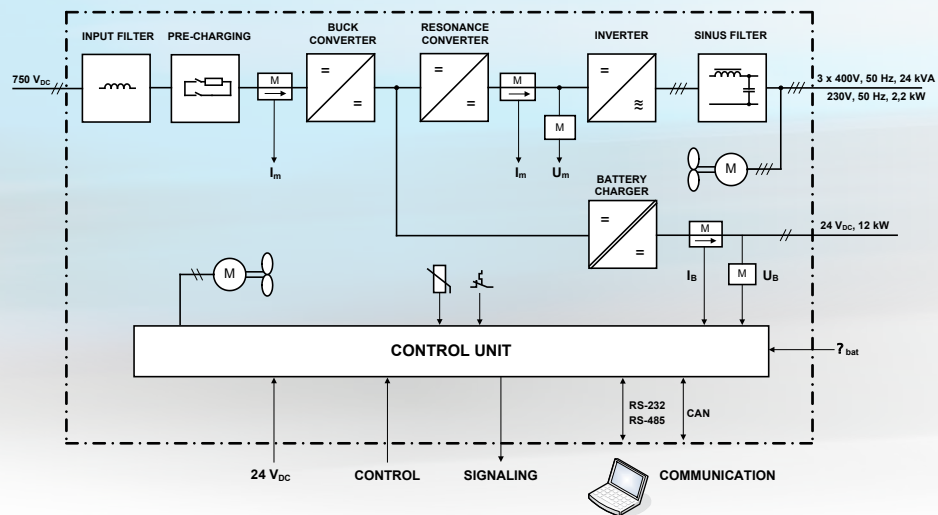 INPUT FILTER
PRE-CHARGING
BUCK
CONVERTER
RESONANCE
CONVERTER
INVERTER
SINUS FILTER
750 VDC
M
M
3 x 400V, 50 Hz, 24 kVA
230V, 50 Hz, 2,2 kW
M
Im
Im
Um
M
BATTERY
CHARGER
M
24 VDC, 12 kW
M
IB
M
UB
CONTROL UNIT
?bat
RS-232
RS-485
CAN
24 VDC
CONTROL
SIGNALING
COMMUNICATION